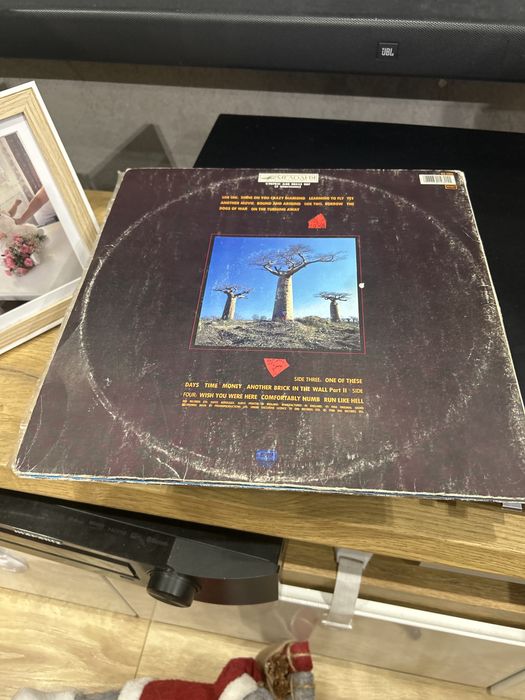 JBL
SIDE ONE: SHINE ON YOU CRAZY DIAMOND LEARNING TO FLY YET
ANOTHER MOVIE ROUND AND AROUND SIDE TWO: SORROW THE
DOGS OF WAR ON THE TURNING AWAY
SIDE THREE: ONE OF THESE
DAYS TIME MONEY ANOTHER BRICK IN THE WALL Part II SIDE
FOUR: WISH YOU WERE HERE COMFORTABLY NUMB RUN LIKE HELL
EMI
marantz